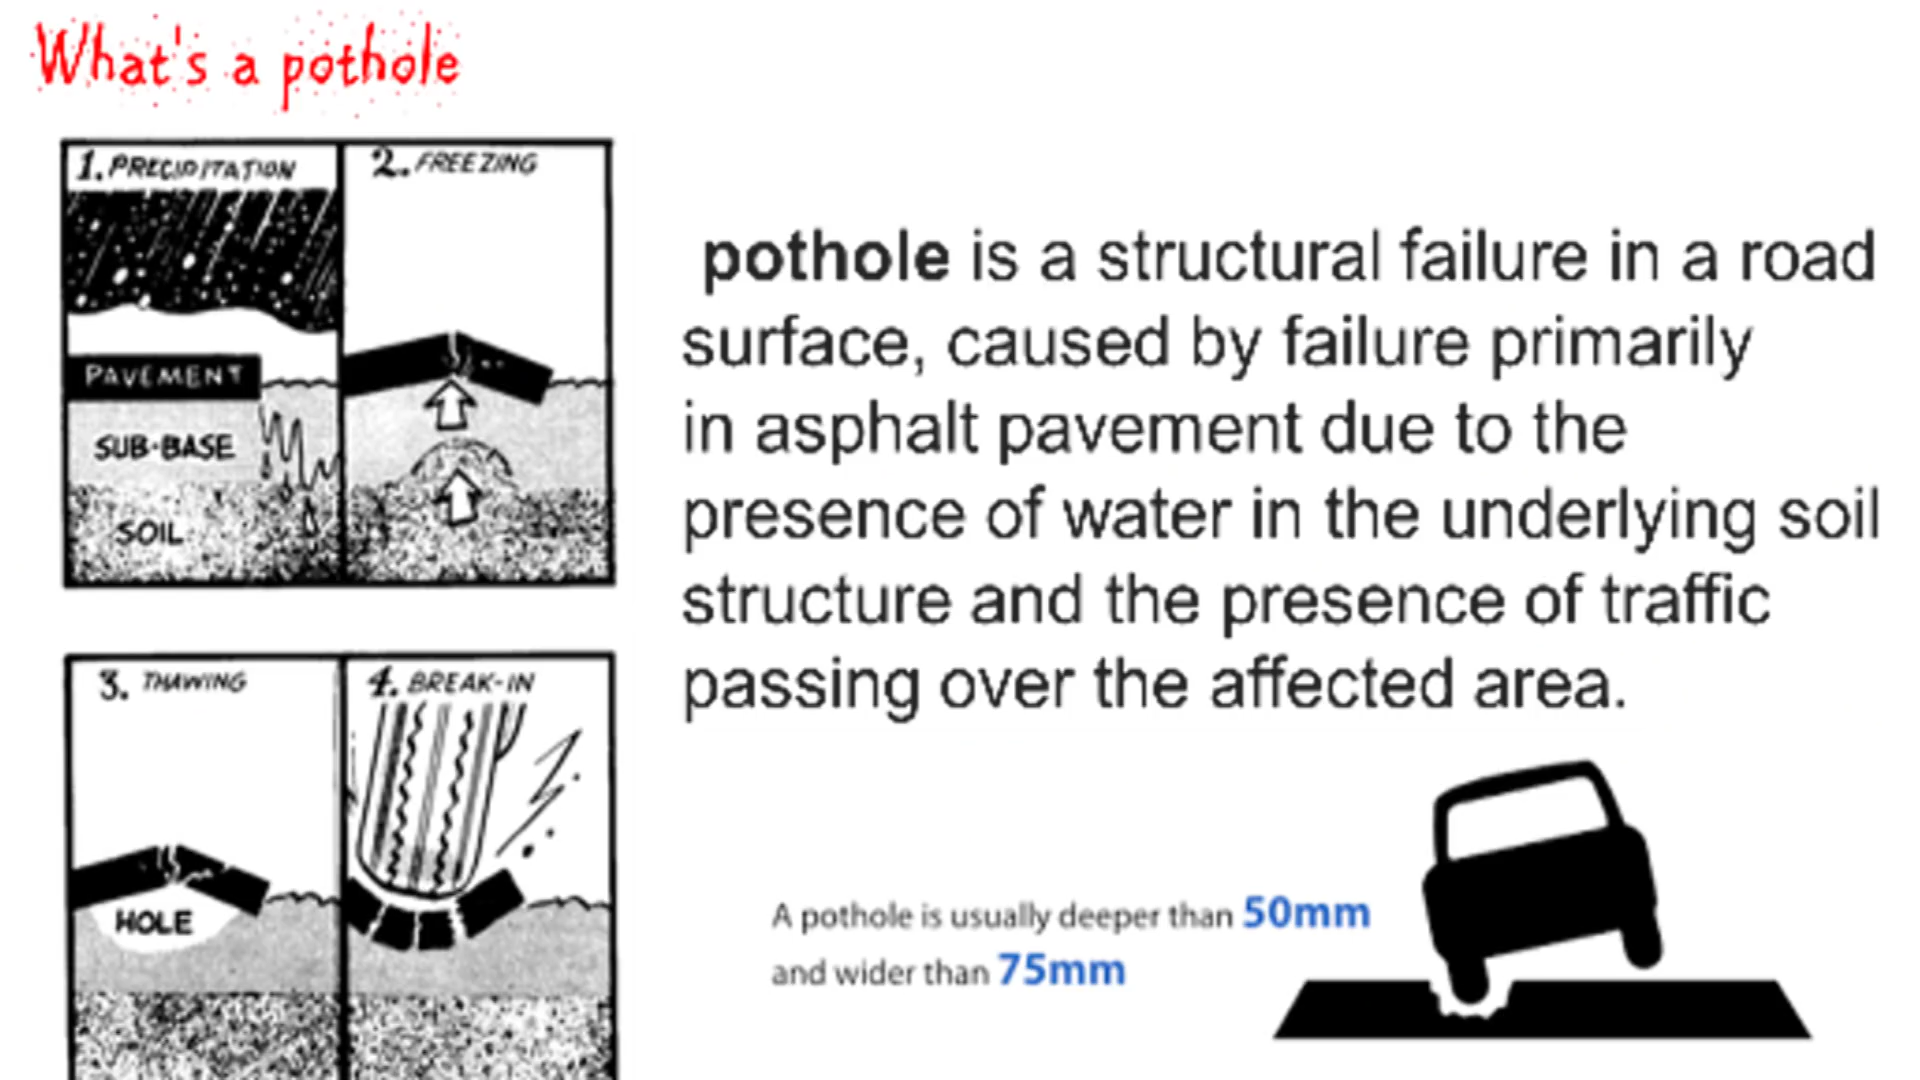 What's a pothole
1. PRECIPITATION
2. FREEZING
PAVEMENT
SUB-BASE
SOIL
3. THAWING
4. BREAK-IN
HOLE
pothole is a structural failure in a road
surface, caused by failure primarily
in asphalt pavement due to the
presence of water in the underlying soil
structure and the presence of traffic
passing over the affected area.
A pothole is usually deeper than 50mm
and wider than 75mm